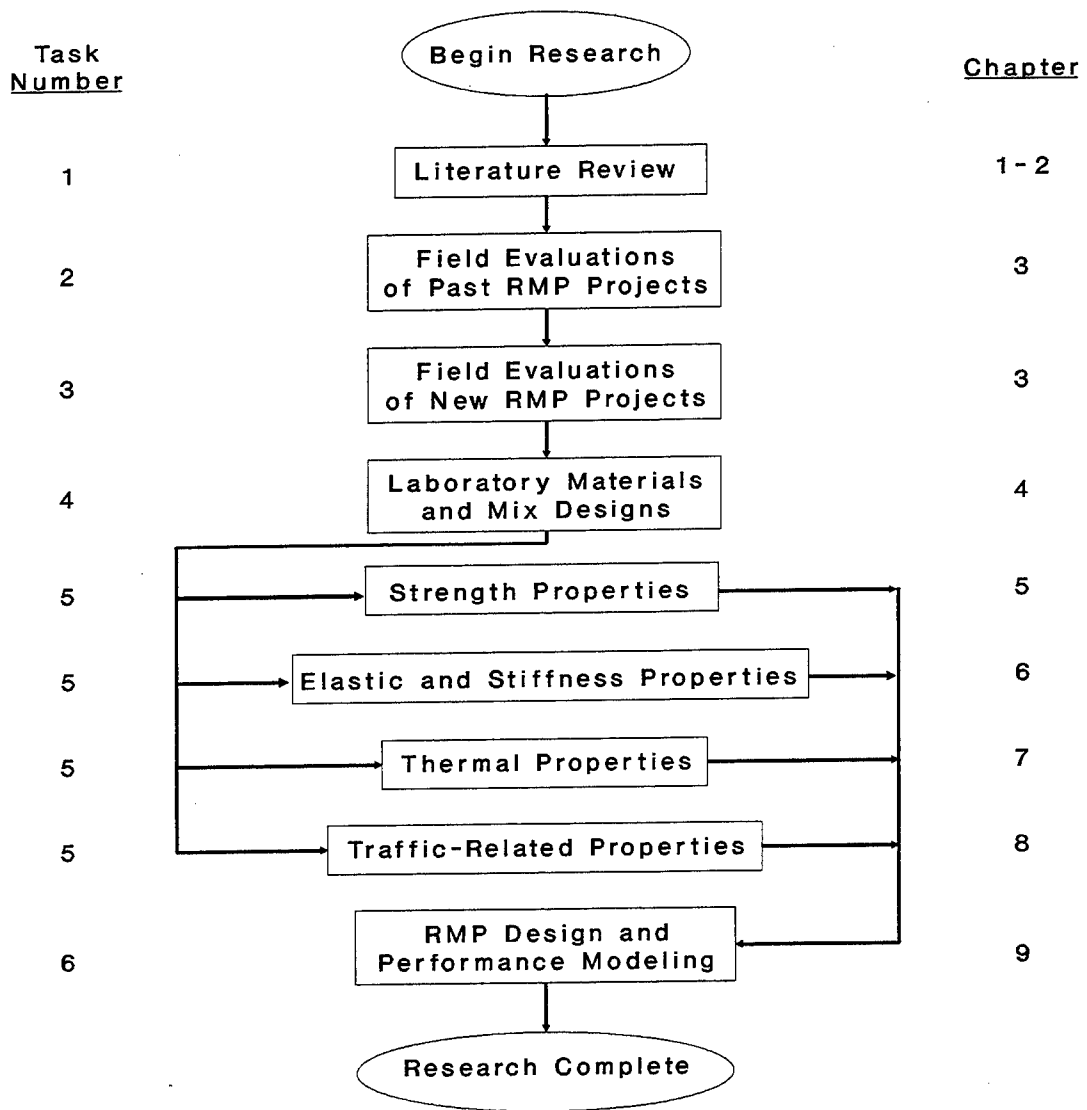 Task
Number
Begin Research
Chapter
1
Literature Review
1-2
2
Field Evaluations
of Past RMP Projects
3
3
Field Evaluations
of New RMP Projects
3
4
Laboratory Materials
and Mix Designs
4
5
Strength Properties
5
5
Elastic and Stiffness Properties
6
5
Thermal Properties
7
5
Traffic-Related Properties
8
6
RMP Design and
Performance Modeling
9
Research Complete